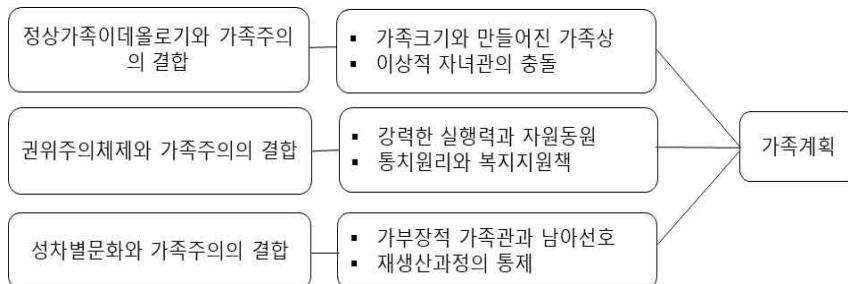 정상가족이데올로기와 가족주의
의 결합
▪ 가족크기와 만들어진 가족상
▪ 이상적 자녀관의 충돌
권위주의체제와 가족주의의 결합
▪ 강력한 실행력과 자원동원
▪ 통치원리와 복지지원책
가족계획
성차별문화와 가족주의의 결합
▪ 가부장적 가족관과 남아선호
▪ 재생산과정의 통제